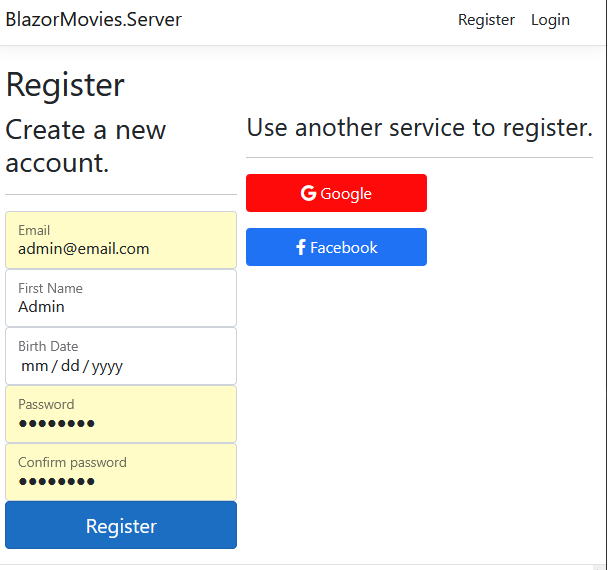 BlazorMovies.Server
Register Login
Register
Create a new
account.
Use another service to register.
Google
Facebook
Email
admin@email.com
First Name
Admin
Birth Date
mm/dd/yyyy
Password
●●●●●●●●
Confirm password
●●●●●●●●
Register